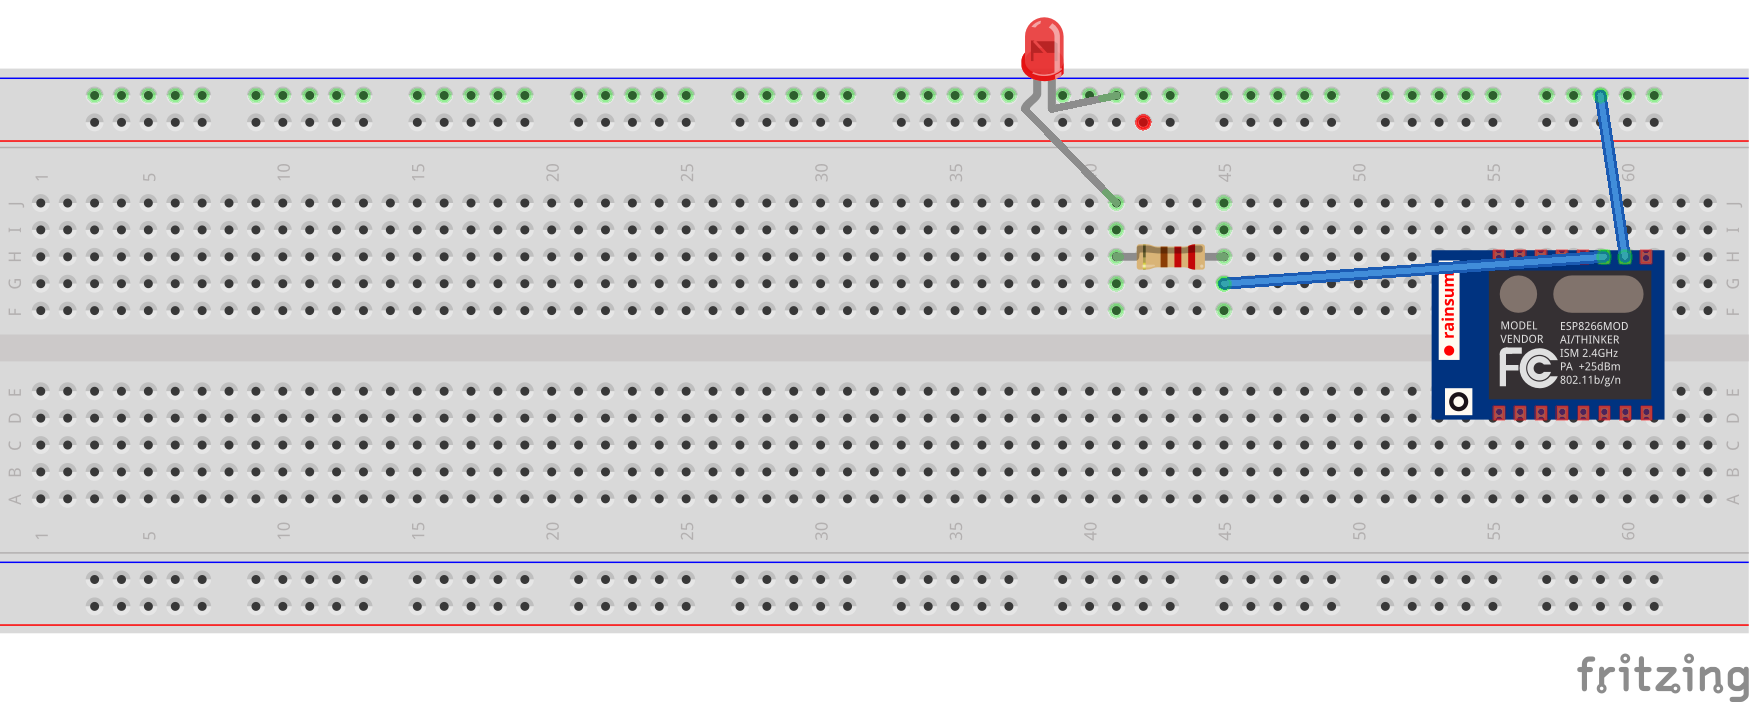 1 5 10 15 20 25 30 35 40 45 50 55 60
J J
I I
H H
G G
F F
rainsun
MODEL ESP8266MOD
VENDOR AI/THINKER
ISM 2.4GHz
FC PA +25dBm
802.11b/g/n
E E
D D
C C
B B
A A
1 5 10 15 20 25 30 35 40 45 50 55 60
fritzing